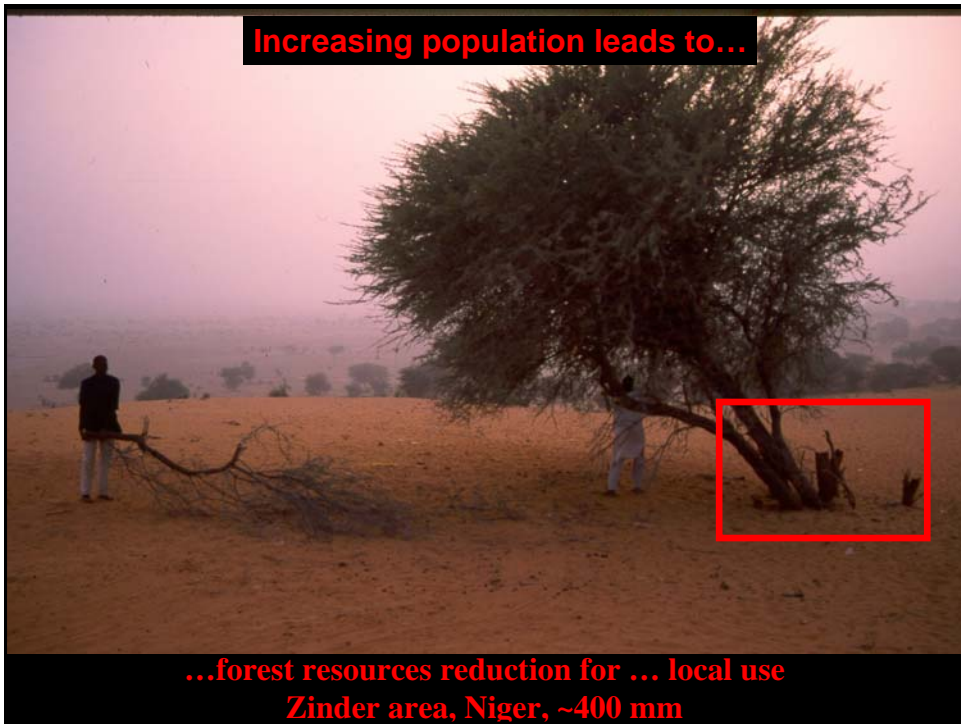 Increasing population leads to…
…forest resources reduction for … local use
Zinder area, Niger, ~400 mm